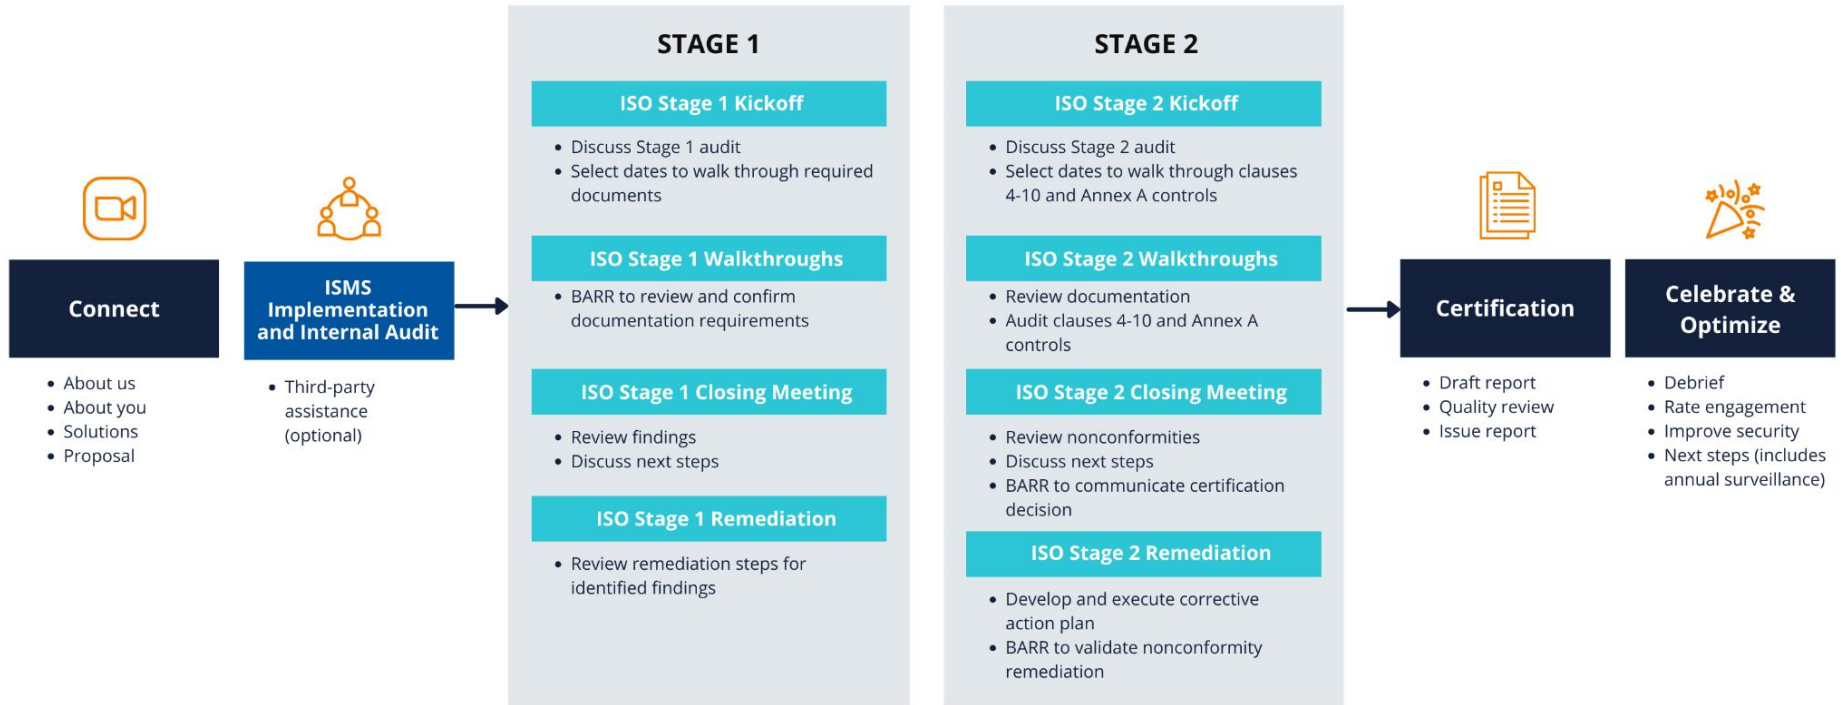 Connect
• About us
• About you
• Solutions
• Proposal
ISMS
Implementation
and Internal Audit
• Third-party
assistance
(optional)
STAGE 1
ISO Stage 1 Kickoff
• Discuss Stage 1 audit
• Select dates to walk through required
documents
ISO Stage 1 Walkthroughs
• BARR to review and confirm
documentation requirements
ISO Stage 1 Closing Meeting
• Review findings
• Discuss next steps
ISO Stage 1 Remediation
• Review remediation steps for
identified findings
STAGE 2
ISO Stage 2 Kickoff
• Discuss Stage 2 audit
• Select dates to walk through clauses
4-10 and Annex A controls
ISO Stage 2 Walkthroughs
• Review documentation
• Audit clauses 4-10 and Annex A
controls
ISO Stage 2 Closing Meeting
• Review nonconformities
• Discuss next steps
• BARR to communicate certification
decision
ISO Stage 2 Remediation
• Develop and execute corrective
action plan
• BARR to validate nonconformity
remediation
Certification
• Draft report
• Quality review
• Issue report
Celebrate &
Optimize
• Debrief
• Rate engagement
• Improve security
• Next steps (includes
annual surveillance)